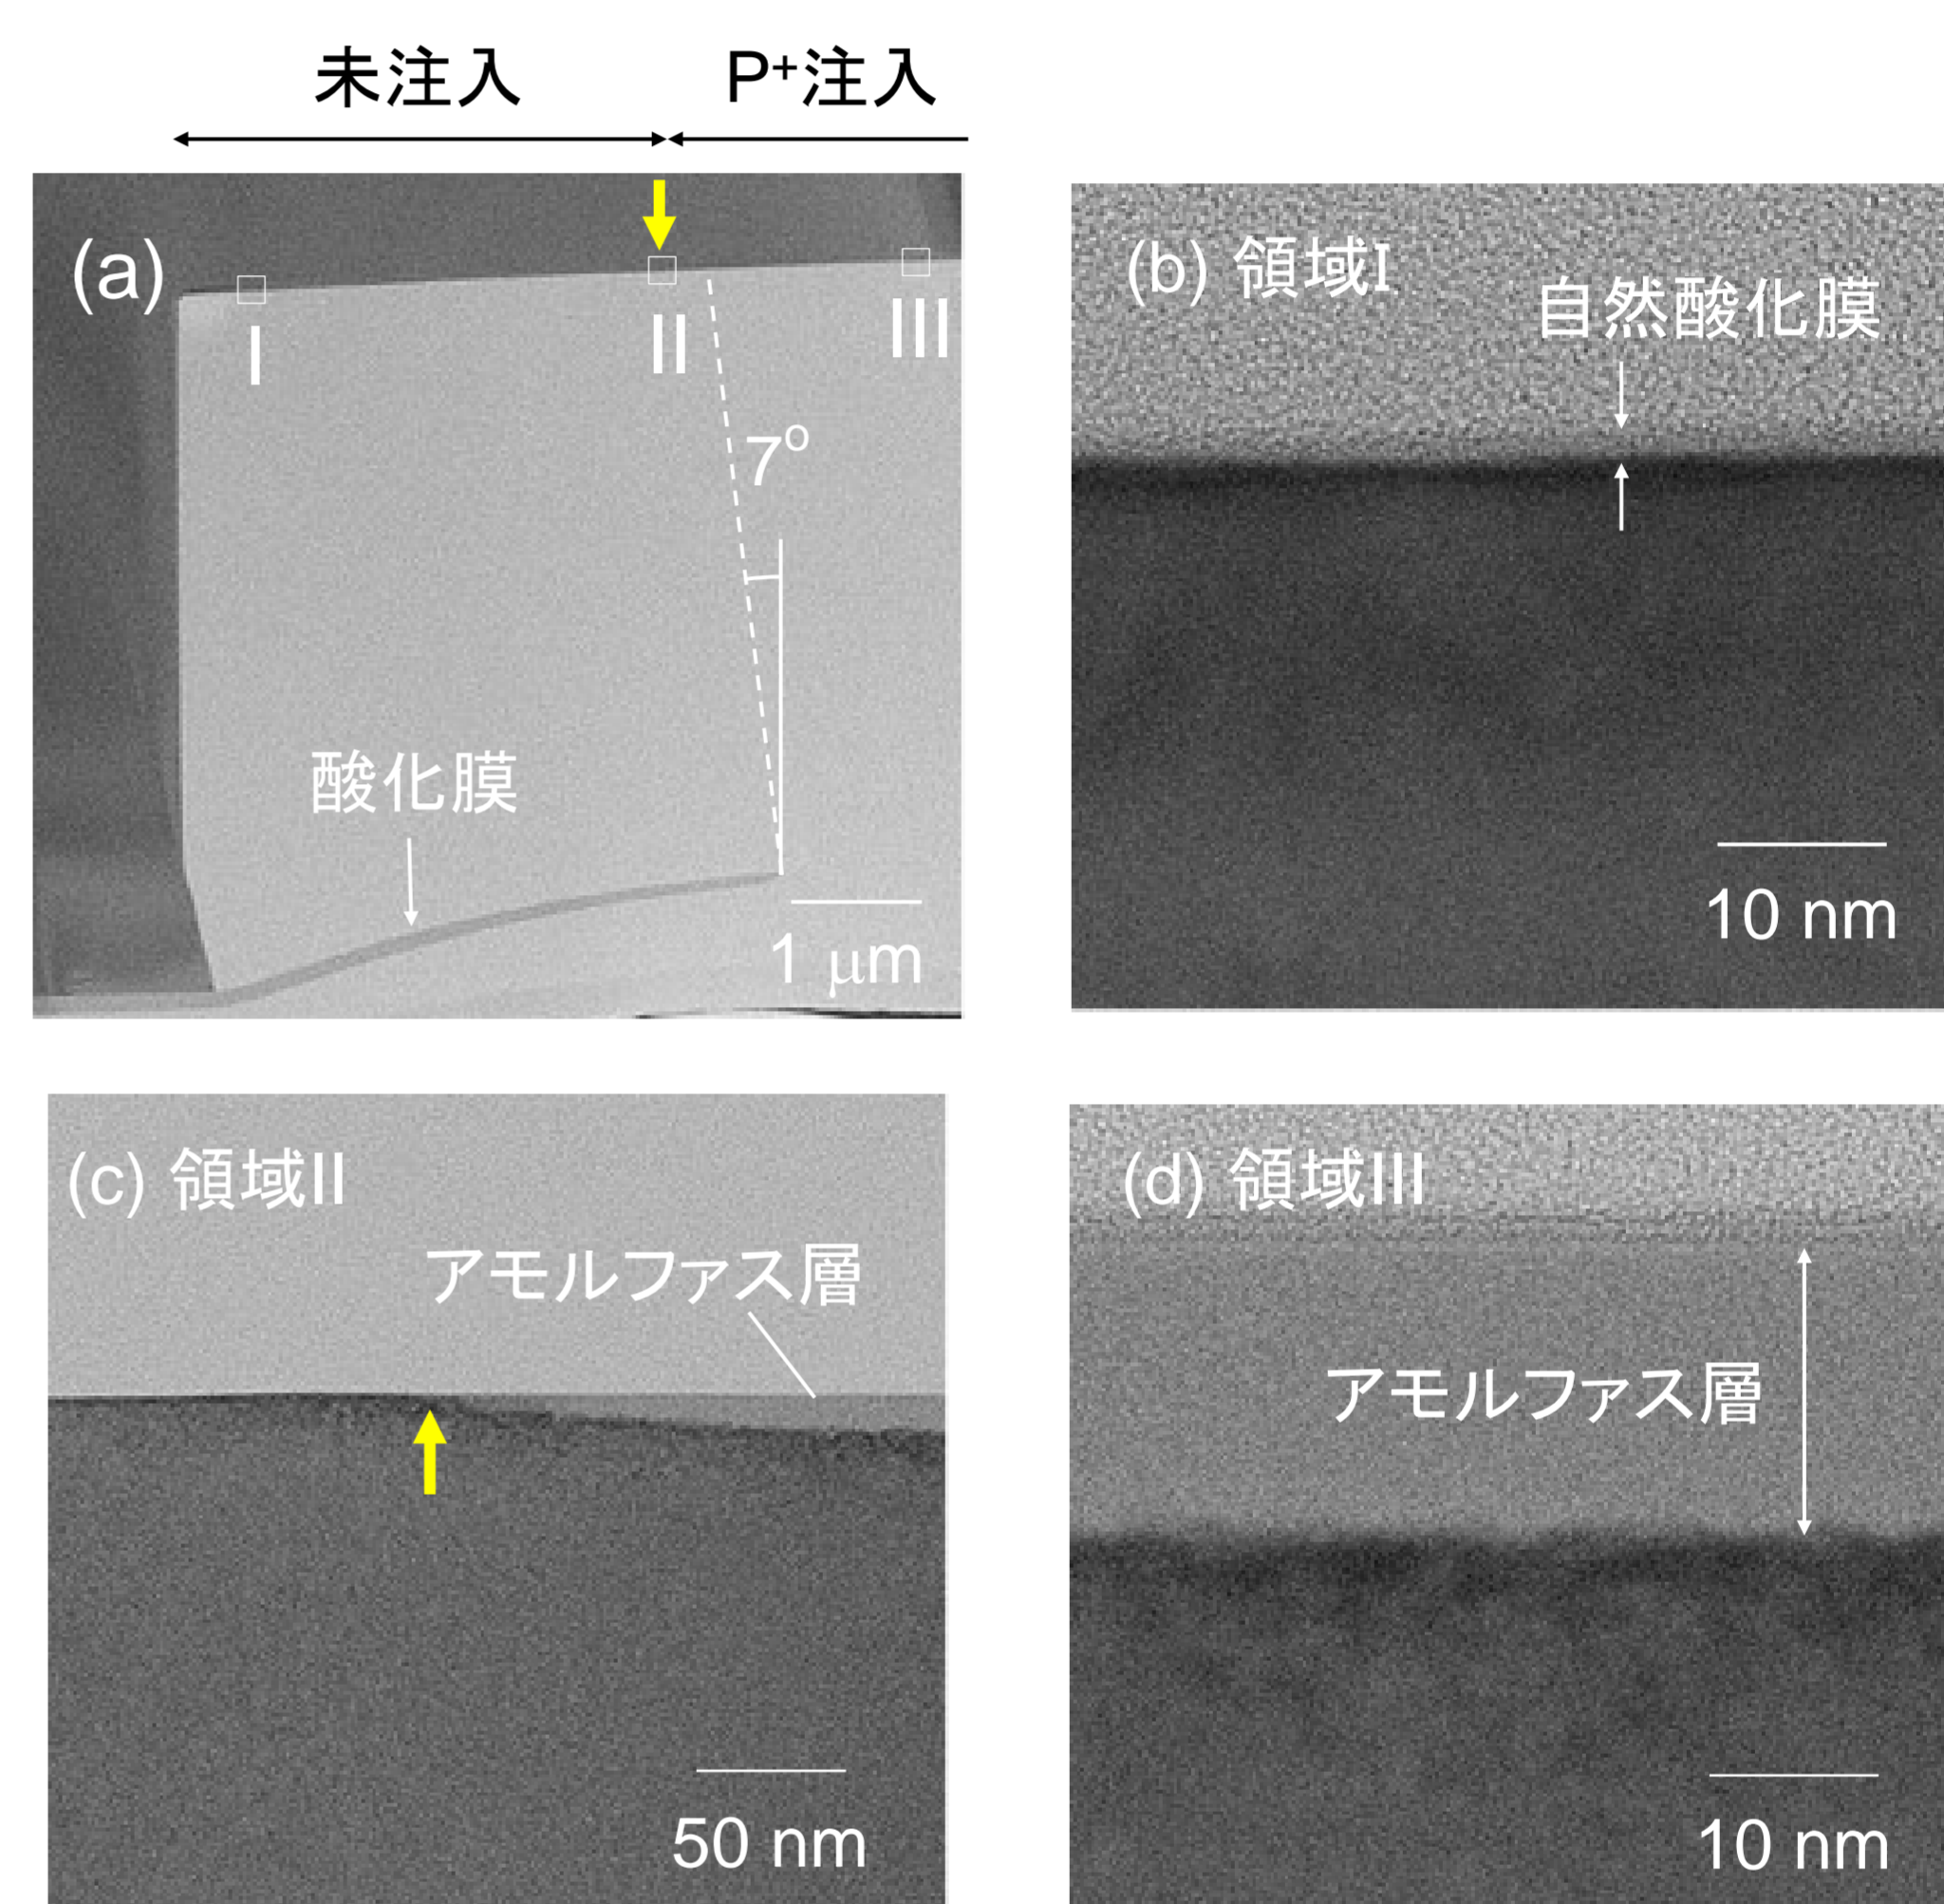 未注入
P⁺注入
(a)
I
II
III
7°
酸化膜
1 μm
(b) 領域I
自然酸化膜
10 nm
(c) 領域II
アモルファス層
50 nm
(d) 領域III
アモルファス層
10 nm